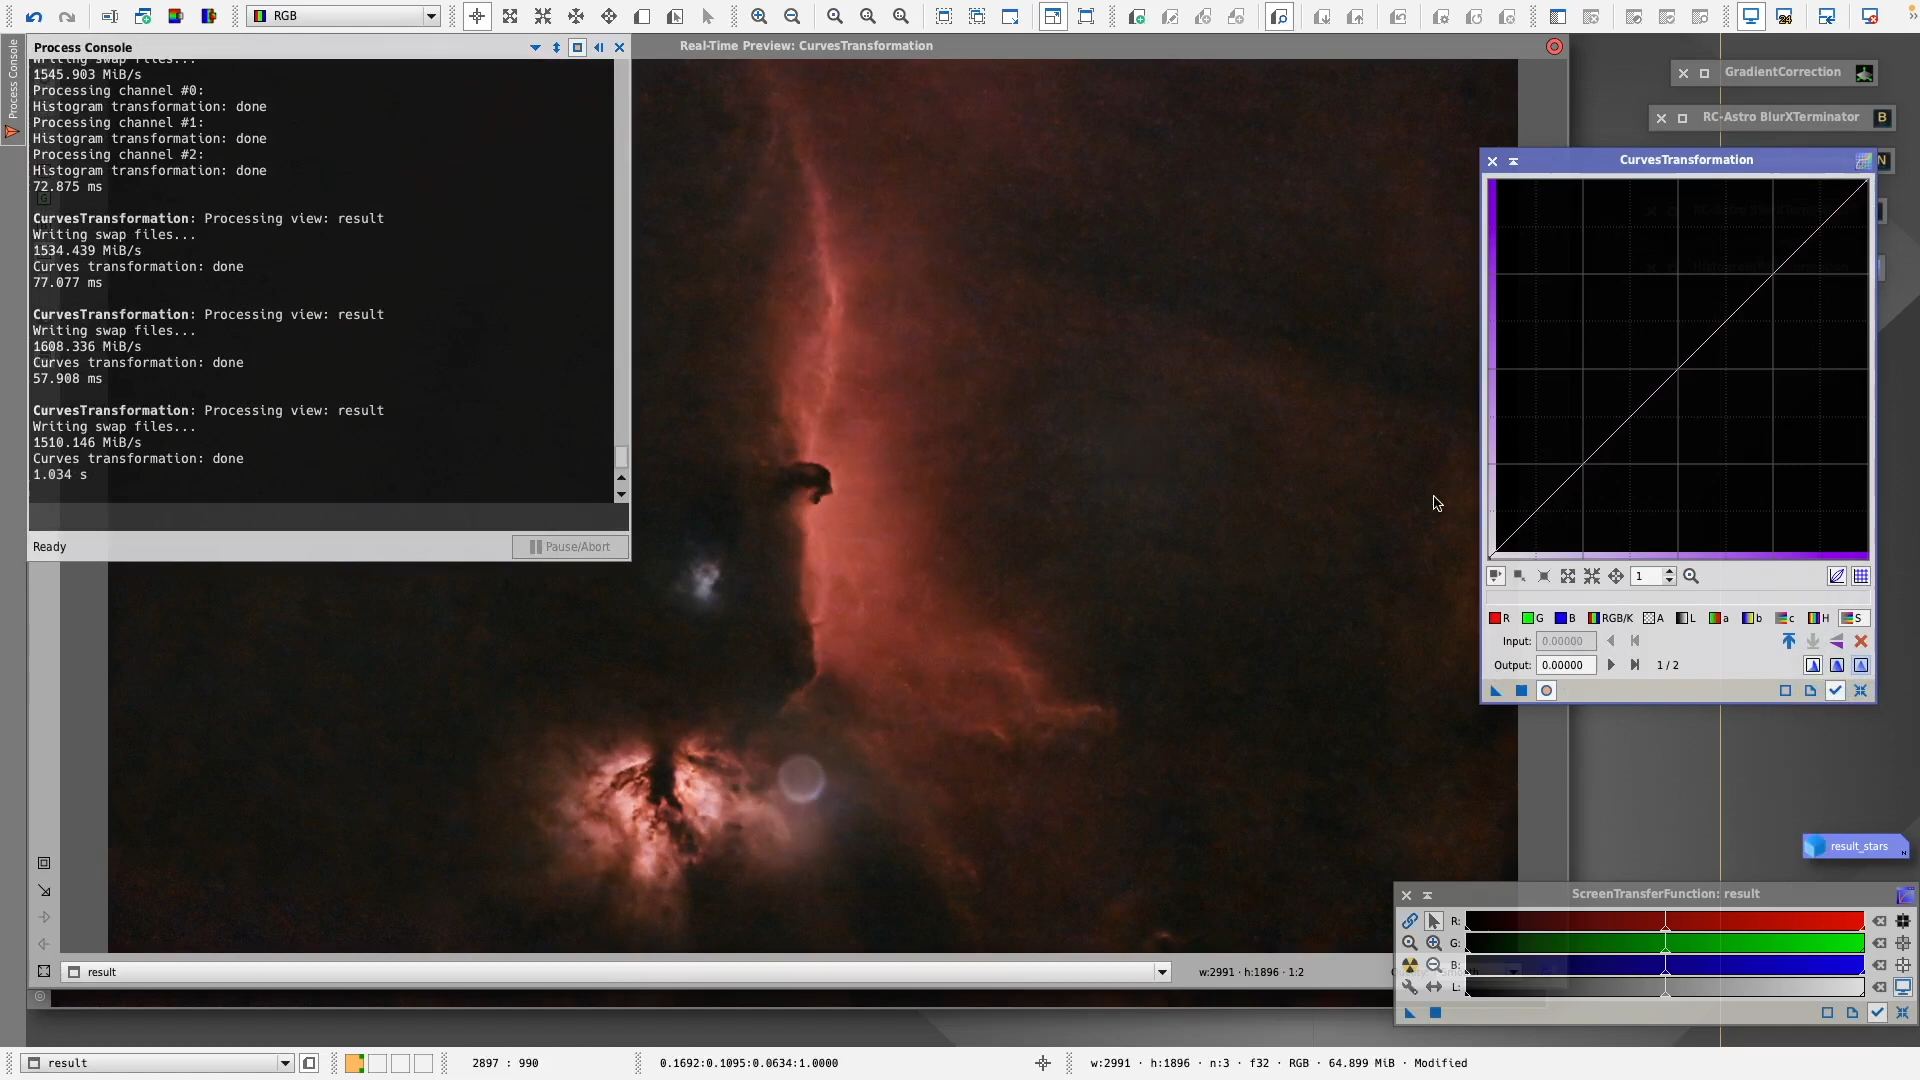 RGB
Process Console
Real-Time Preview: CurvesTransformation
Process Console
Writing swap files...
1545.903 MiB/s
Processing channel #0:
Histogram transformation: done
Processing channel #1:
Histogram transformation: done
Processing channel #2:
Histogram transformation: done
72.875 ms
CurvesTransformation: Processing view: result
Writing swap files...
1534.439 MiB/s
Curves transformation: done
77.077 ms
CurvesTransformation: Processing view: result
Writing swap files...
1608.336 MiB/s
Curves transformation: done
57.908 ms
CurvesTransformation: Processing view: result
Writing swap files...
1510.146 MiB/s
Curves transformation: done
1.034 s
Ready
Pause/Abort
GradientCorrection
RC-Astro BlurXTerminator B
N
CurvesTransformation
1
R G B RGB/K A L a b c H S
Input: 0.00000
Output: 0.00000 1 / 2
result_stars
ScreenTransferFunction: result
R:
G:
B:
L:
result
w:2991 · h:1896 · 1:2
result
2897 : 990
0.1692:0.1095:0.0634:1.0000
w:2991 · h:1896 · n:3 · f32 · RGB · 64.899 MiB · Modified